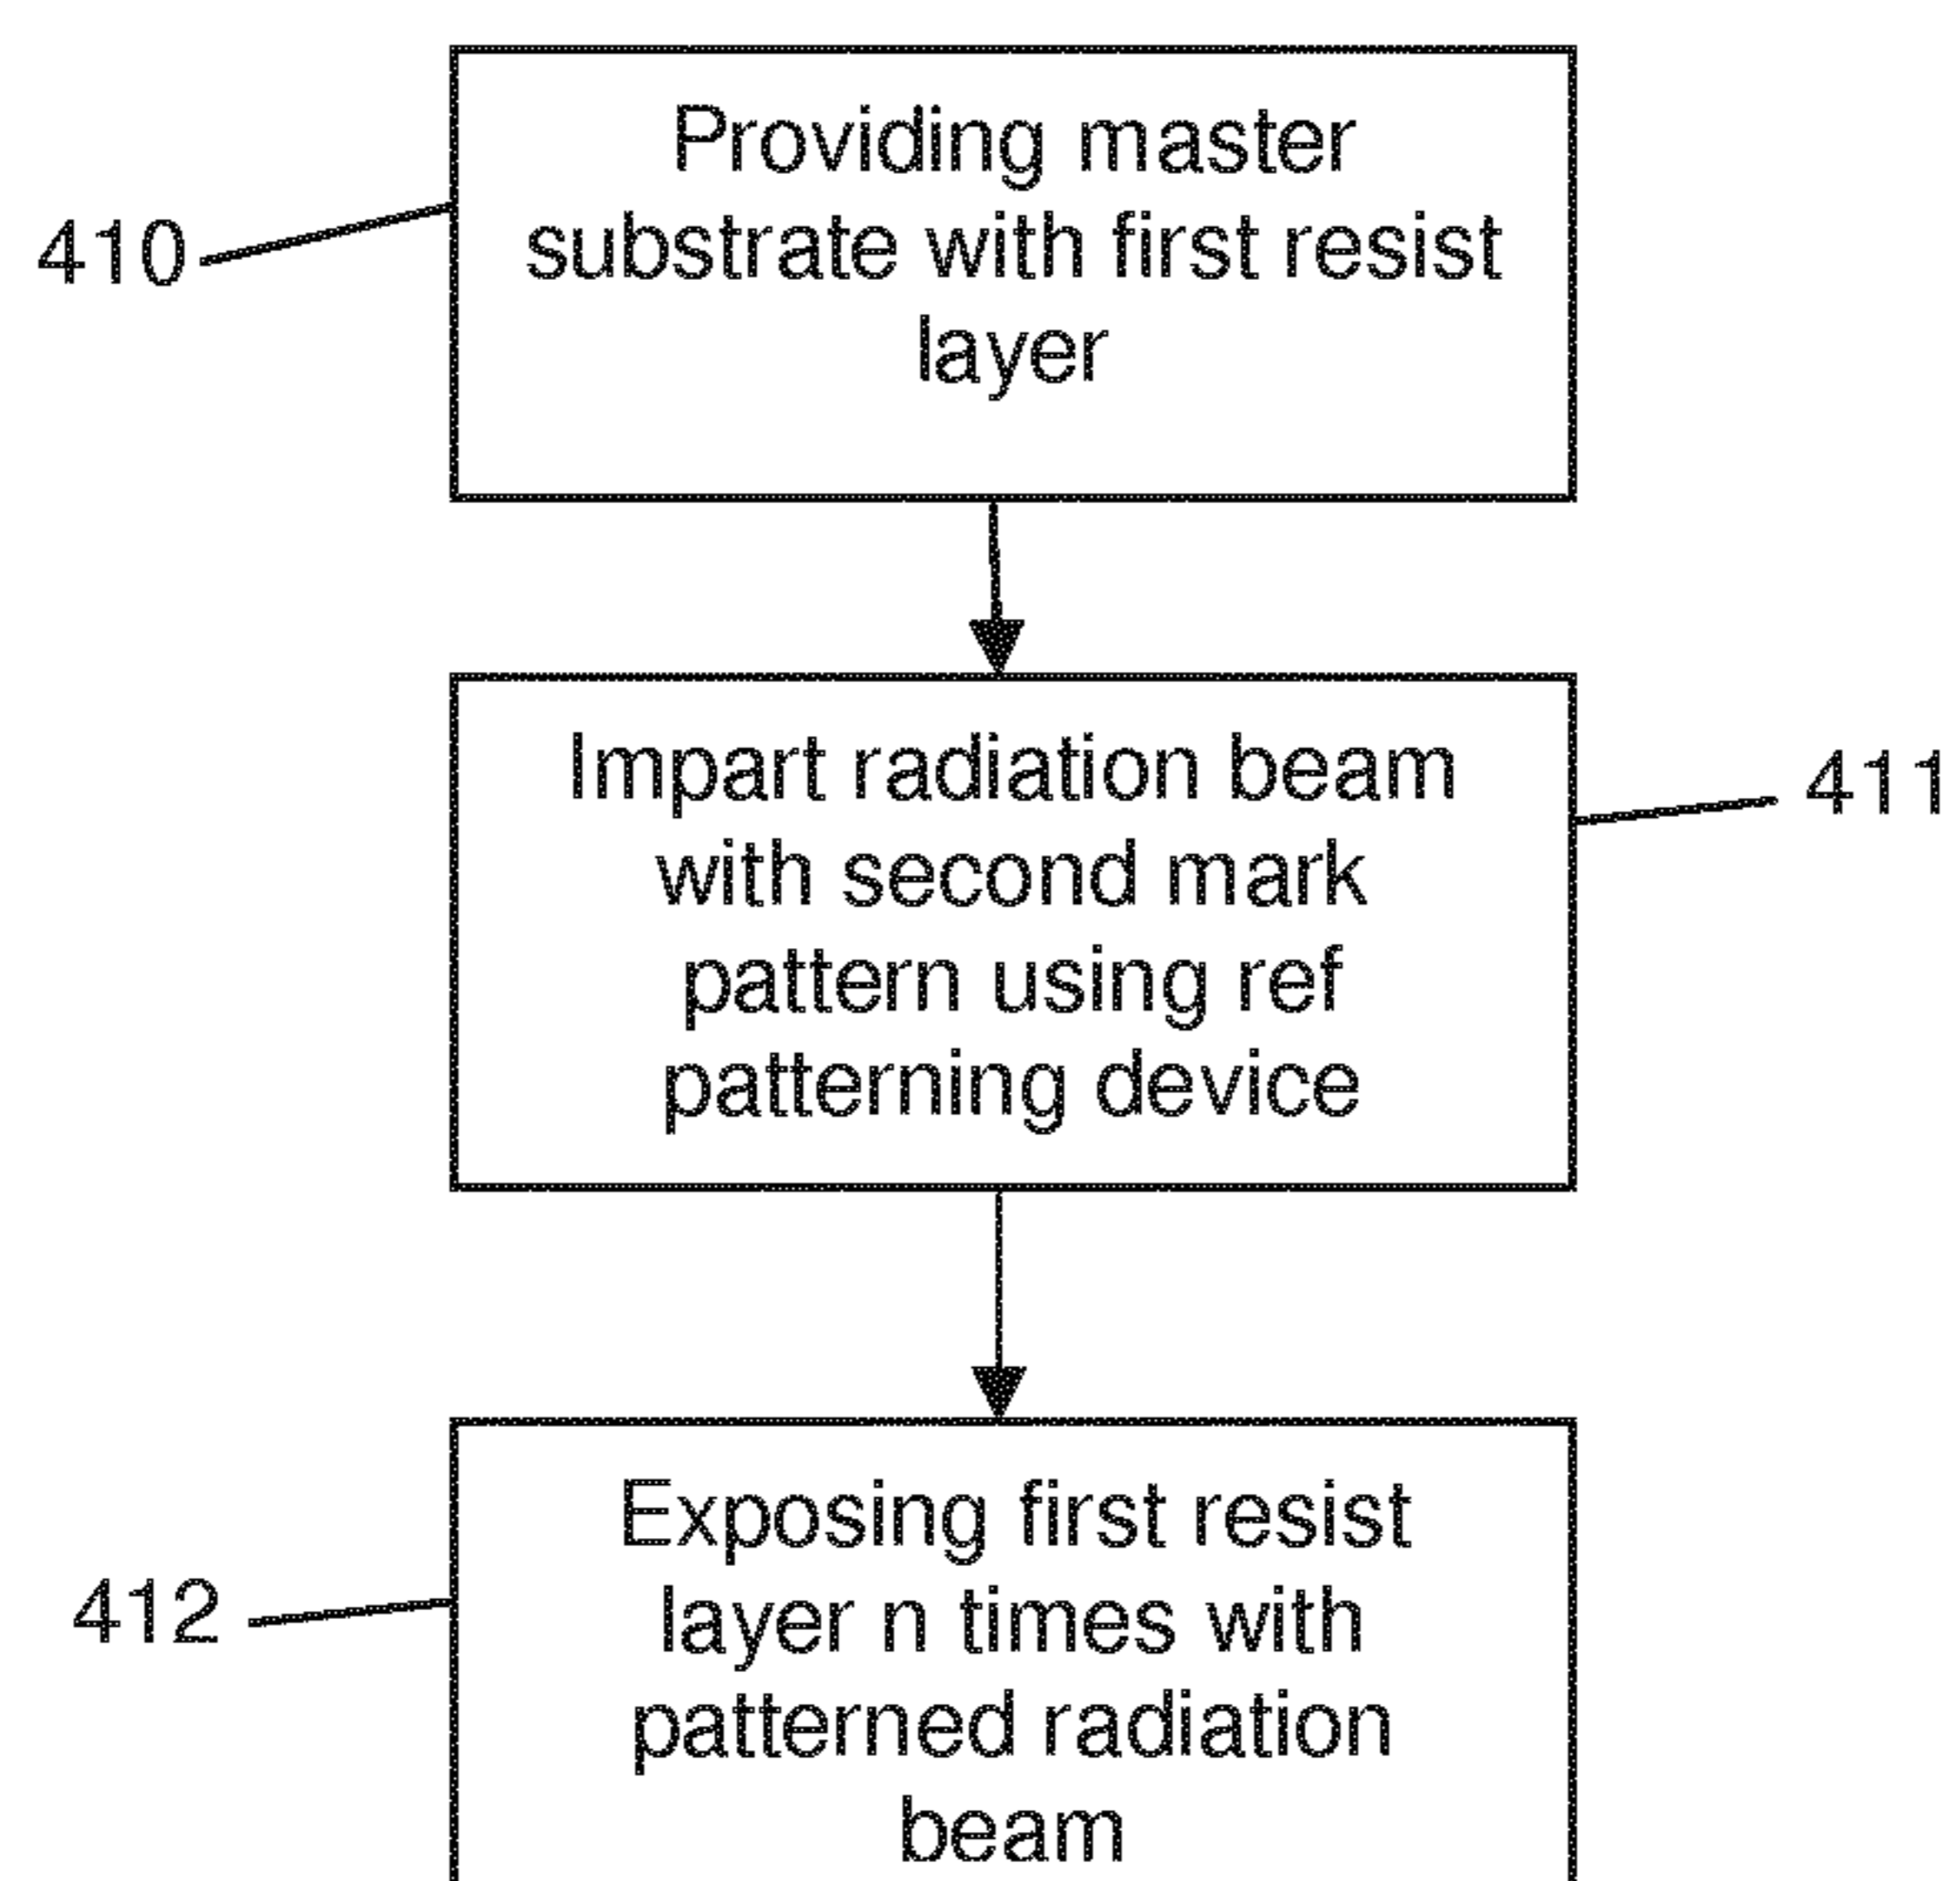 Providing master
substrate with first resist
layer
410
Impart radiation beam
with second mark
pattern using ref
patterning device
411
Exposing first resist
layer n times with
patterned radiation
beam
412